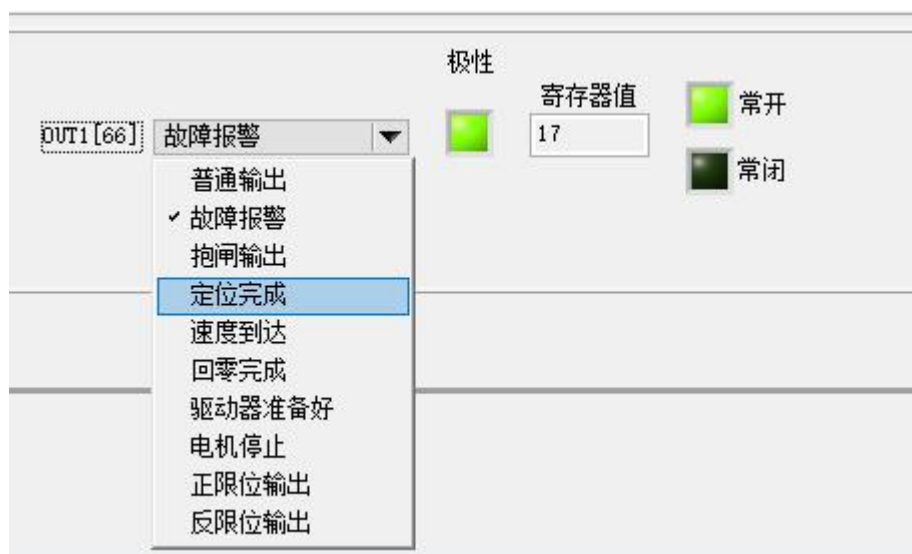 极性
寄存器值
常开
OUT1[66]
故障报警
17
常闭
普通输出
故障报警
抱闸输出
定位完成
速度到达
回零完成
驱动器准备好
电机停止
正限位输出
反限位输出